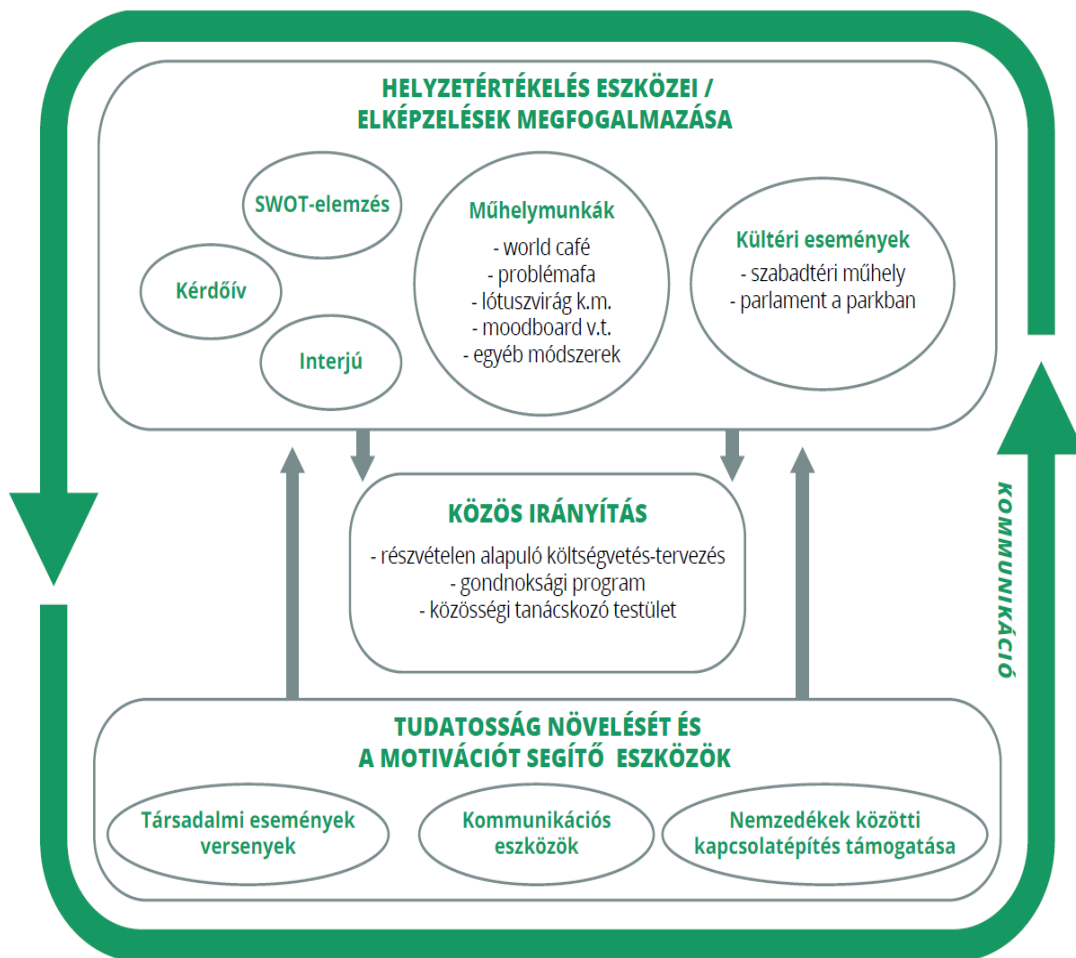 HELYZETÉRTÉKELÉS ESZKÖZEI /
ELKÉPZELÉSEK MEGFOGALMAZÁSA
SWOT-elemzés
Kérdőív
Interjú
Műhelymunkák
- world café
- problémafa
- lótuszvirág k.m.
- moodboard v.t.
- egyéb módszerek
Kültéri események
- szabadtéri műhely
- parlament a parkban
KÖZÖS IRÁNYÍTÁS
- részvételen alapuló költségvetés-tervezés
- gondnoksági program
- közösségi tanácskozó testület
KOMMUNIKÁCIÓ
TUDATOSSÁG NÖVELÉSÉT ÉS
A MOTIVÁCIÓT SEGÍTŐ ESZKÖZÖK
Társadalmi események
versenyek
Kommunikációs
eszközök
Nemzedékek közötti
kapcsolatépítés támogatása